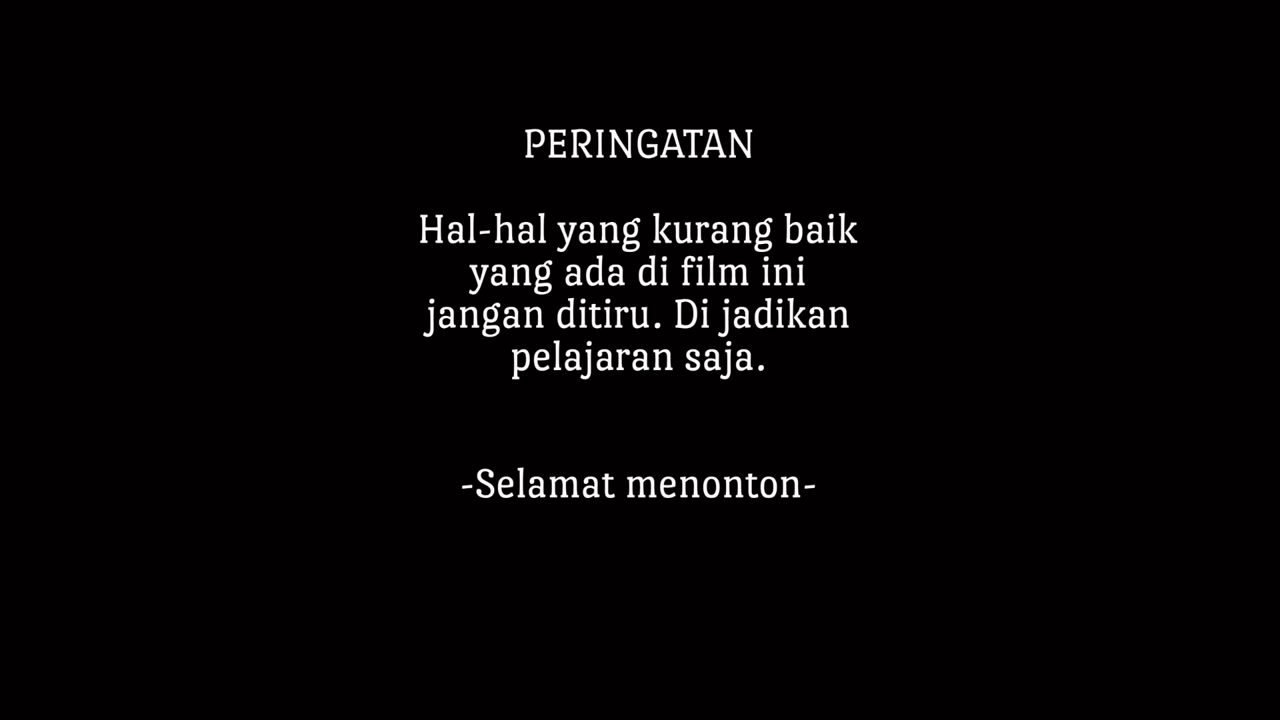 PERINGATAN
Hal-hal yang kurang baik
yang ada di film ini
jangan ditiru. Di jadikan
pelajaran saja.
-Selamat menonton-